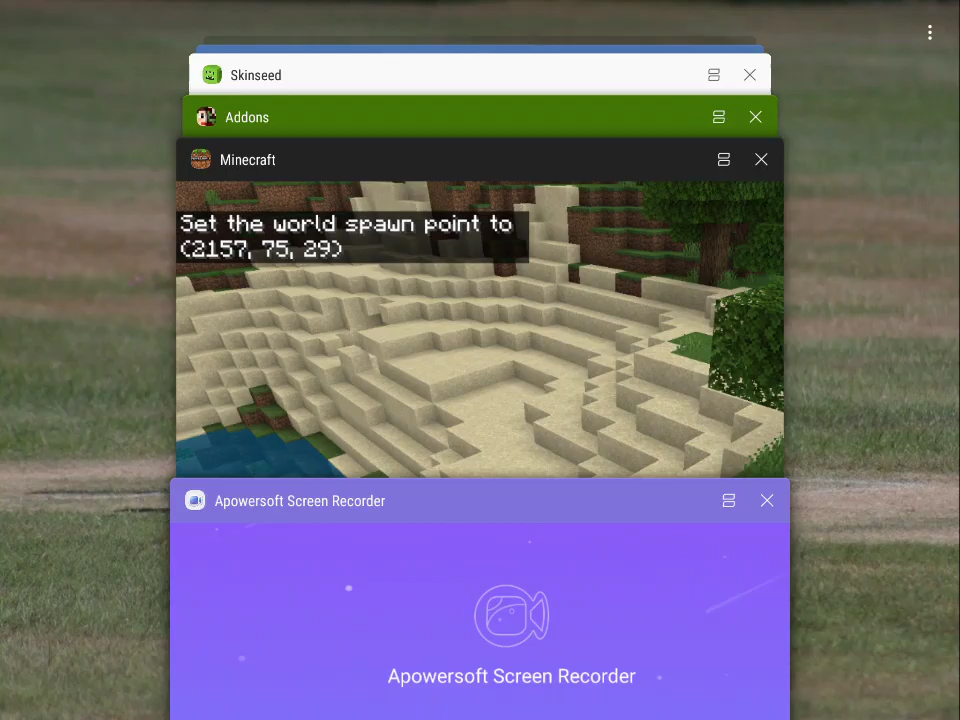 Skinseed
Addons
Minecraft
Set the world spawn point to
(2157, 75, 29)
Apowersoft Screen Recorder
Apowersoft Screen Recorder